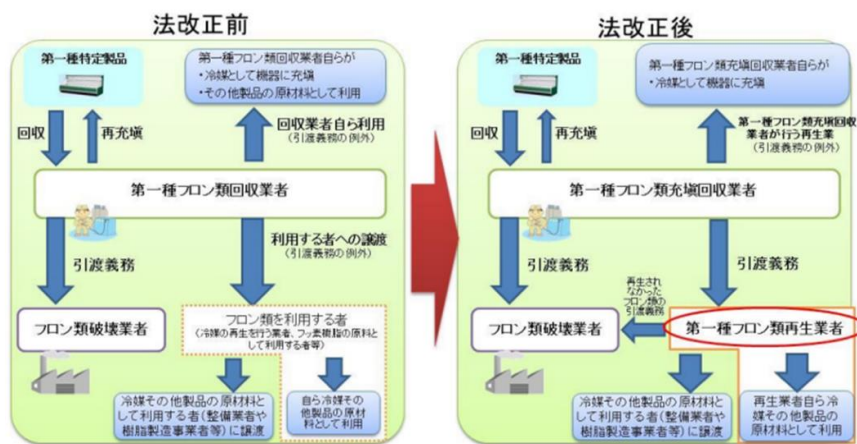 法改正前
第一種特定製品
第一種フロン類回収業者自らが
・冷媒として機器に充填
・その他製品の原材料として利用
回収
再充填
回収業者自ら利用
(引渡義務の例外)
第一種フロン類回収業者
引渡義務
利用する者への譲渡
(引渡義務の例外)
フロン類破壊業者
フロン類を利用する者
(冷媒の再生を行う業者、フッ素樹脂の原料と
して利用する者等)
冷媒その他製品の原材料と
して利用する者(整備業者や
樹脂製造事業者等)に譲渡
自ら冷媒その
他製品の原材
料として利用
法改正後
第一種特定製品
第一種フロン類充填回収業者自らが
・冷媒として機器に充填
回収
再充填
第一種フロン類充填回収
業者が行う再生業
(引渡義務の例外)
第一種フロン類充填回収業者
引渡義務
引渡義務
再生されな
なかった
フロン類の
引渡義務
フロン類破壊業者
第一種フロン類再生業者
冷媒その他製品の原材料と
して利用する者(整備業者や
樹脂製造事業者等)に譲渡
再生業者自ら冷
媒その他製品の
原材料として利用